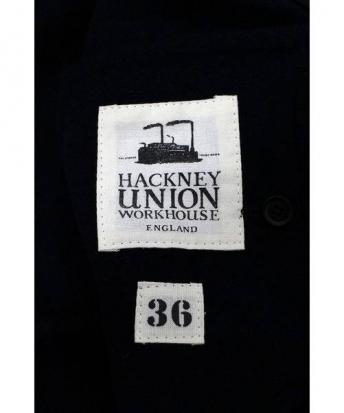 HACKNEY
UNION
WORKHOUSE
ENGLAND
36